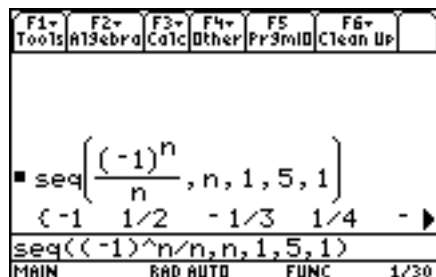 F1▾ F2▾ F3▾ F4▾ F5 F6▾
Tools Algebra Calc Other PrgmIO Clean Up
▪ seq((-1)^n/n, n, 1, 5, 1)
{-1 1/2 -1/3 1/4 - ▶
seq((-1)^n/n,n,1,5,1)
MAIN RAD AUTO FUNC 1/30